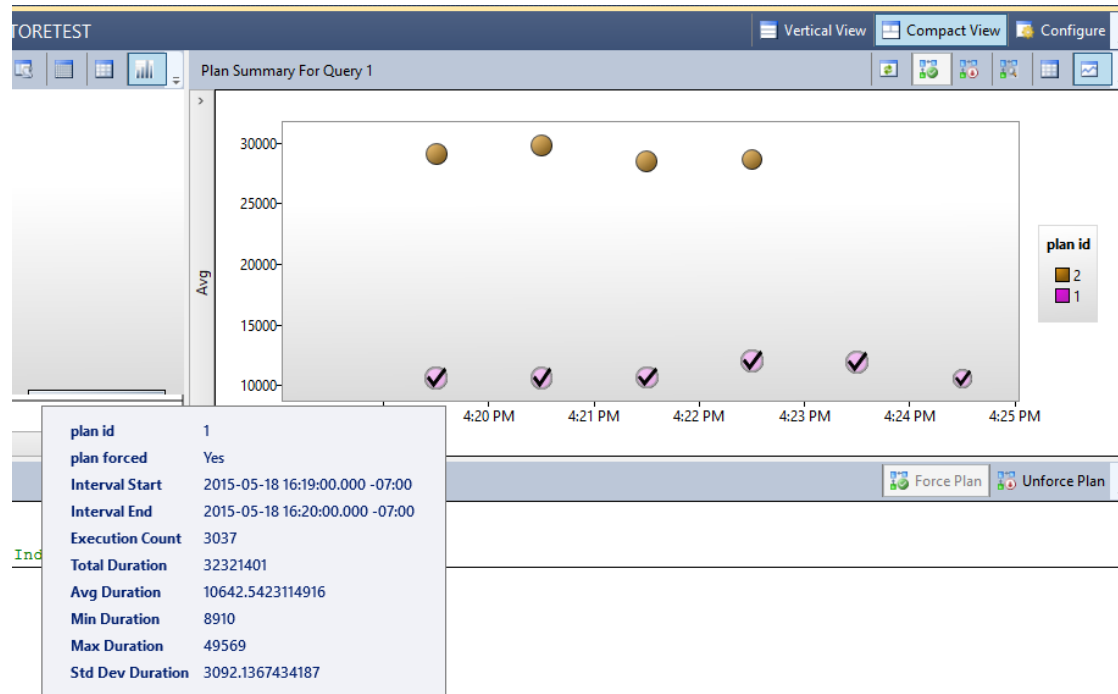 TORETEST
Vertical View
Compact View
Configure
Plan Summary For Query 1
Avg
30000
25000
20000
15000
10000
4:20 PM
4:21 PM
4:22 PM
4:23 PM
4:24 PM
4:25 PM
plan id
2
1
Force Plan
Unforce Plan
Ind
plan id 1
plan forced Yes
Interval Start 2015-05-18 16:19:00.000 -07:00
Interval End 2015-05-18 16:20:00.000 -07:00
Execution Count 3037
Total Duration 32321401
Avg Duration 10642.5423114916
Min Duration 8910
Max Duration 49569
Std Dev Duration 3092.1367434187